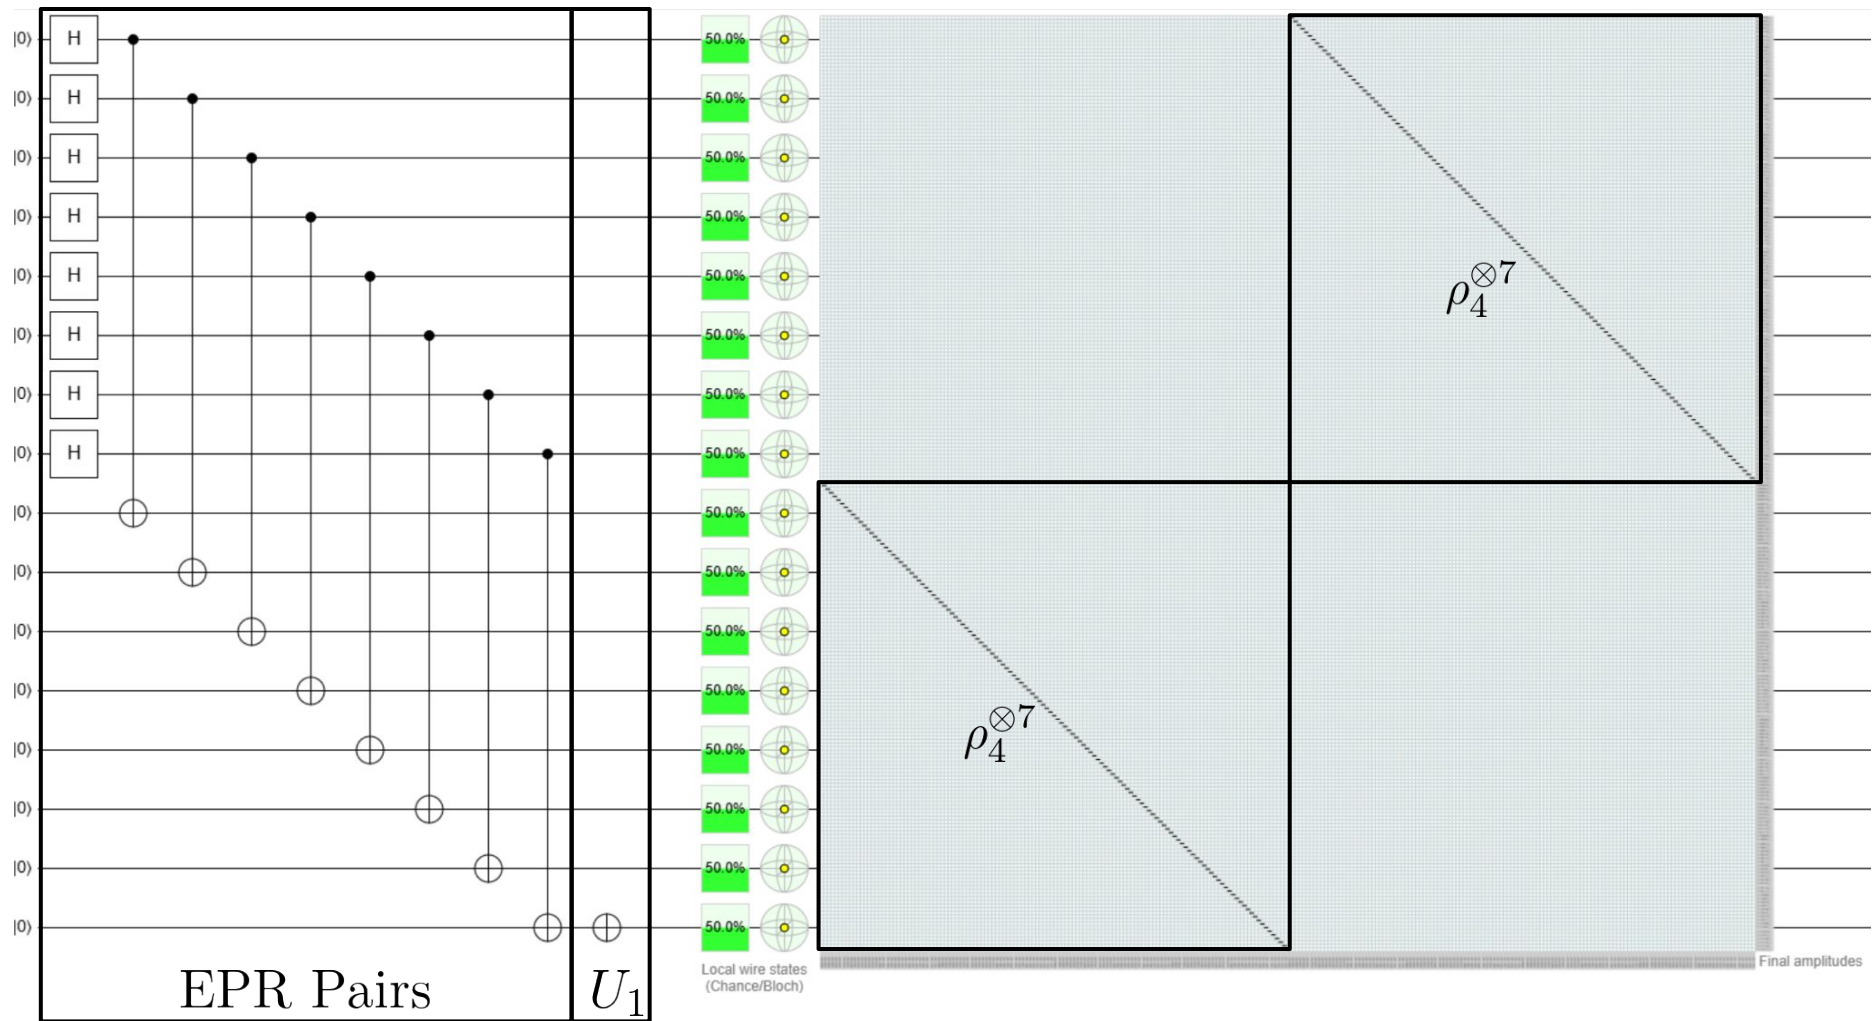 |0⟩ H 50.0%
|0⟩ H 50.0%
|0⟩ H 50.0%
|0⟩ H 50.0%
|0⟩ H 50.0%
|0⟩ H 50.0%
|0⟩ H 50.0%
|0⟩ H 50.0%
|0⟩ 50.0%
|0⟩ 50.0%
|0⟩ 50.0%
|0⟩ 50.0%
|0⟩ 50.0%
|0⟩ 50.0%
|0⟩ 50.0%
|0⟩ 50.0%
ρ₄^⊗7
ρ₄^⊗7
EPR Pairs
U₁
Local wire states
(Chance/Bloch)
Final amplitudes